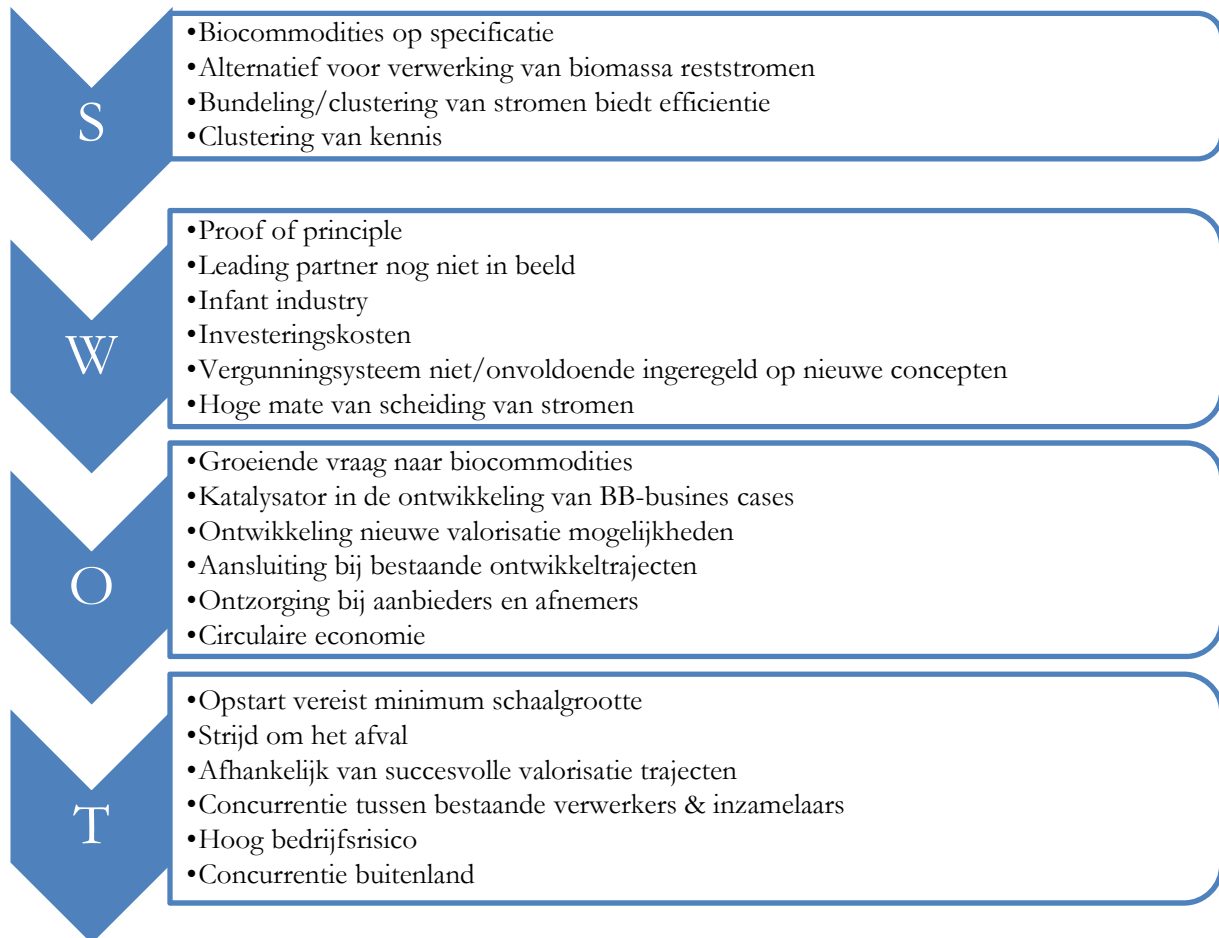 S
•Biocommodities op specificatie
•Alternatief voor verwerking van biomassa reststromen
•Bundeling/clustering van stromen biedt efficientie
•Clustering van kennis
W
•Proof of principle
•Leading partner nog niet in beeld
•Infant industry
•Investeringskosten
•Vergunningsysteem niet/onvoldoende ingeregeld op nieuwe concepten
•Hoge mate van scheiding van stromen
O
•Groeiende vraag naar biocommodities
•Katalysator in de ontwikkeling van BB-busines cases
•Ontwikkeling nieuwe valorisatie mogelijkheden
•Aansluiting bij bestaande ontwikkeltrajecten
•Ontzorging bij aanbieders en afnemers
•Circulaire economie
T
•Opstart vereist minimum schaalgrootte
•Strijd om het afval
•Afhankelijk van succesvolle valorisatie trajecten
•Concurrentie tussen bestaande verwerkers & inzamelaars
•Hoog bedrijfsrisico
•Concurrentie buitenland